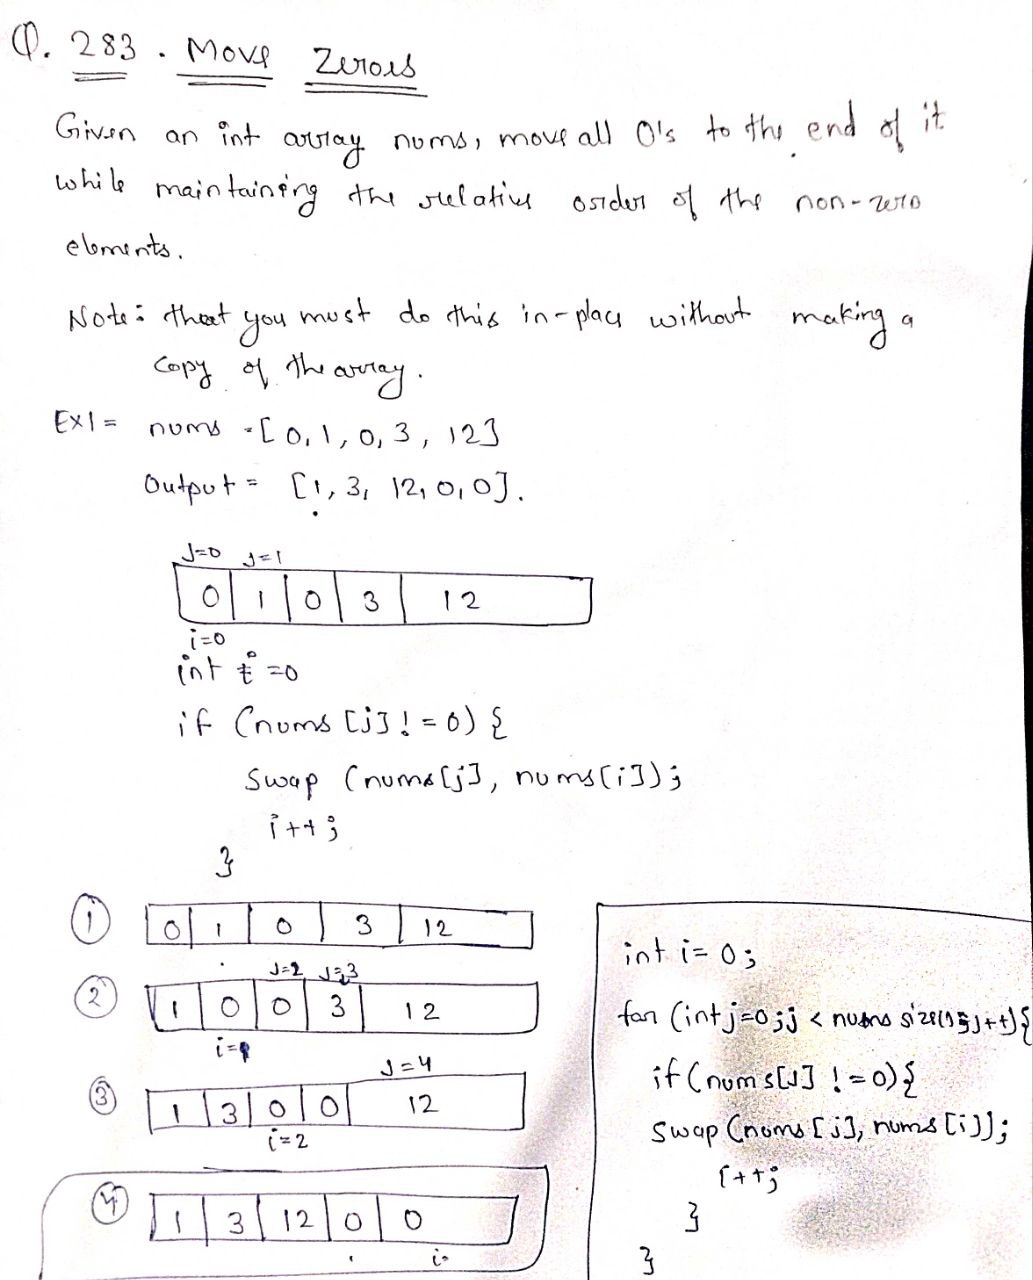 Q. 283. Move Zeroes
Given an int array nums, move all 0's to the end of it
while maintaining the relative order of the non-zero
elements.
Note: that you must do this in-place without making a
copy of the array.
Ex1 = nums = [0, 1, 0, 3, 12]
Output = [1, 3, 12, 0, 0].
J=0 J=1
0 1 0 3 12
i=0
int i =0
if (nums [j] != 0) {
swap (nums[j], nums[i]);
i++;
}
① 0 1 0 3 12
J=2 J=3
② 1 0 0 3 12
i=1
J=4
③ 1 3 0 0 12
i=2
④ 1 3 12 0 0
int i= 0;
for (int j=0; j < nums size(); j++) {
if (nums[J] != 0) {
swap (nums [j], nums [i]);
i++;
}
}